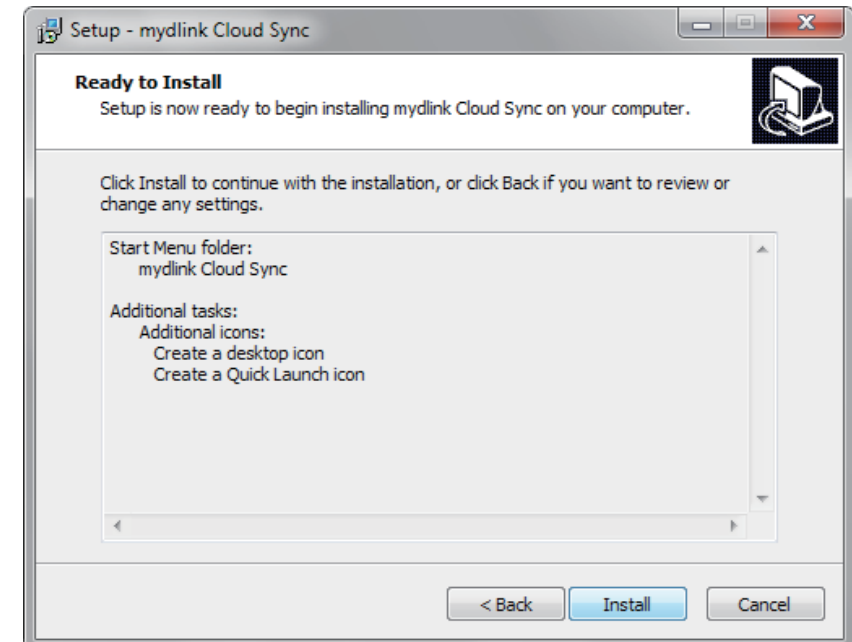 Setup - mydlink Cloud Sync
Ready to Install
Setup is now ready to begin installing mydlink Cloud Sync on your computer.
Click Install to continue with the installation, or click Back if you want to review or
change any settings.
Start Menu folder:
mydlink Cloud Sync
Additional tasks:
Additional icons:
Create a desktop icon
Create a Quick Launch icon
< Back
Install
Cancel